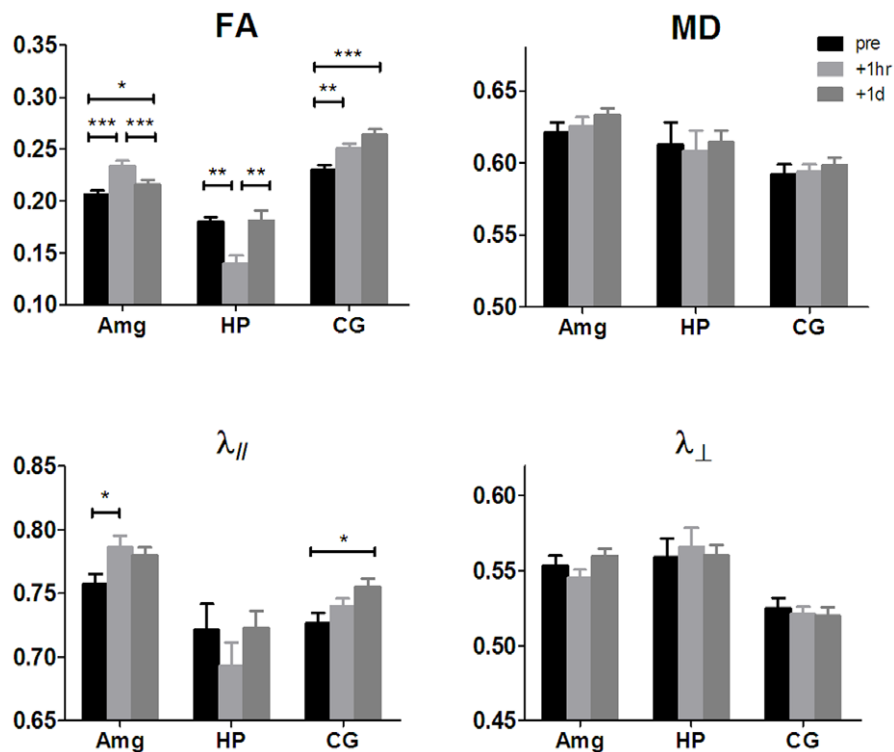 FA
0.35
0.30
0.25
0.20
0.15
0.10
*
*** ***
** **
***
**
Amg HP CG
MD
pre
+1hr
+1d
0.65
0.60
0.55
0.50
Amg HP CG
λ//
0.85
0.80
0.75
0.70
0.65
*
*
Amg HP CG
λ⊥
0.60
0.55
0.50
0.45
Amg HP CG